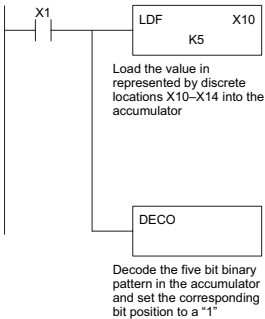 X1
LDF X10
K5
Load the value in
represented by discrete
locations X10–X14 into the
accumulator
DECO
Decode the five bit binary
pattern in the accumulator
and set the corresponding
bit position to a “1”